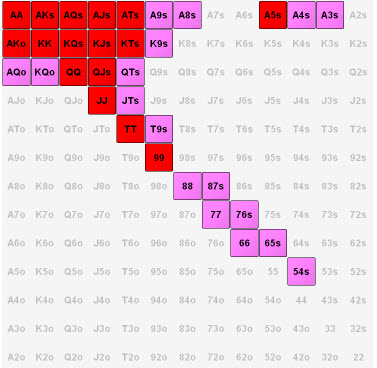 AA AKs AQs AJs ATs A9s A8s A7s A6s A5s A4s A3s A2s
AKo KK KQs KJs KTs K9s K8s K7s K6s K5s K4s K3s K2s
AQo KQo QQ QJs QTs Q9s Q8s Q7s Q6s Q5s Q4s Q3s Q2s
AJo KJo QJo JJ JTs J9s J8s J7s J6s J5s J4s J3s J2s
ATo KTo QTo JTo TT T9s T8s T7s T6s T5s T4s T3s T2s
A9o K9o Q9o J9o T9o 99 98s 97s 96s 95s 94s 93s 92s
A8o K8o Q8o J8o T8o 98o 88 87s 86s 85s 84s 83s 82s
A7o K7o Q7o J7o T7o 97o 87o 77 76s 75s 74s 73s 72s
A6o K6o Q6o J6o T6o 96o 86o 76o 66 65s 64s 63s 62s
A5o K5o Q5o J5o T5o 95o 85o 75o 65o 55 54s 53s 52s
A4o K4o Q4o J4o T4o 94o 84o 74o 64o 54o 44 43s 42s
A3o K3o Q3o J3o T3o 93o 83o 73o 63o 53o 43o 33 32s
A2o K2o Q2o J2o T2o 92o 82o 72o 62o 52o 42o 32o 22